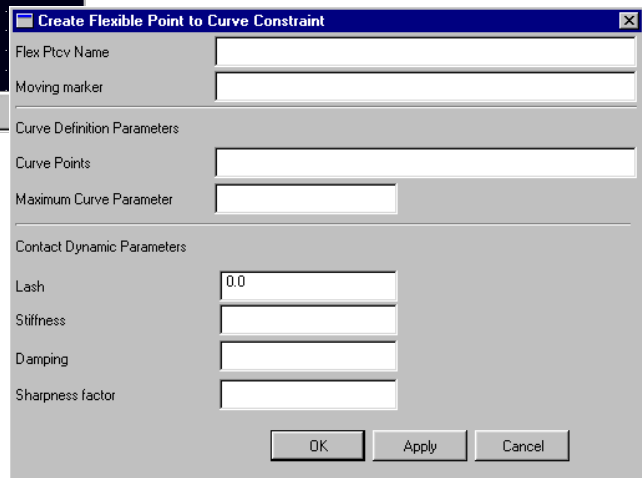 Create Flexible Point to Curve Constraint
Flex Ptcv Name
Moving marker
Curve Definition Parameters
Curve Points
Maximum Curve Parameter
Contact Dynamic Parameters
Lash 0.0
Stiffness
Damping
Sharpness factor
OK Apply Cancel